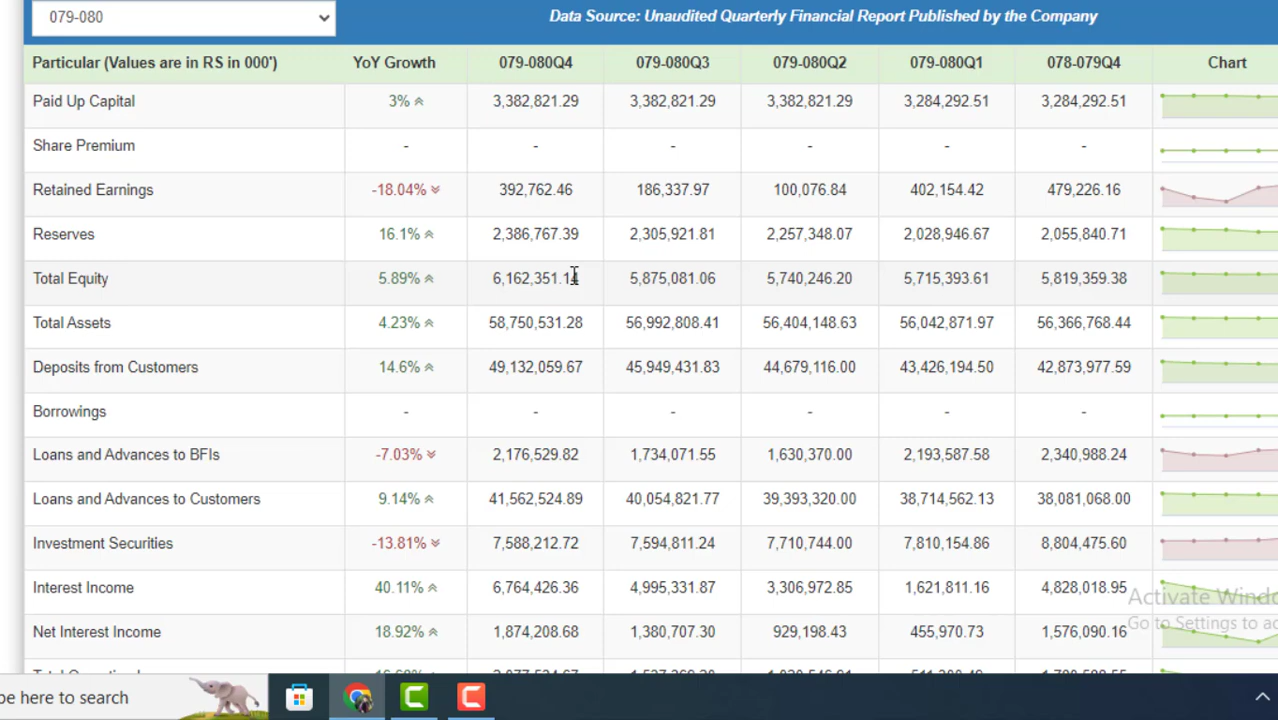 079-080
Data Source: Unaudited Quarterly Financial Report Published by the Company
Particular (Values are in RS in 000') YoY Growth 079-080Q4 079-080Q3 079-080Q2 079-080Q1 078-079Q4 Chart
Paid Up Capital 3% 3,382,821.29 3,382,821.29 3,382,821.29 3,284,292.51 3,284,292.51
Share Premium - - - - - -
Retained Earnings -18.04% 392,762.46 186,337.97 100,076.84 402,154.42 479,226.16
Reserves 16.1% 2,386,767.39 2,305,921.81 2,257,348.07 2,028,946.67 2,055,840.71
Total Equity 5.89% 6,162,351.14 5,875,081.06 5,740,246.20 5,715,393.61 5,819,359.38
Total Assets 4.23% 58,750,531.28 56,992,808.41 56,404,148.63 56,042,871.97 56,366,768.44
Deposits from Customers 14.6% 49,132,059.67 45,949,431.83 44,679,116.00 43,426,194.50 42,873,977.59
Borrowings - - - - - -
Loans and Advances to BFIs -7.03% 2,176,529.82 1,734,071.55 1,630,370.00 2,193,587.58 2,340,988.24
Loans and Advances to Customers 9.14% 41,562,524.89 40,054,821.77 39,393,320.00 38,714,562.13 38,081,068.00
Investment Securities -13.81% 7,588,212.72 7,594,811.24 7,710,744.00 7,810,154.86 8,804,475.60
Interest Income 40.11% 6,764,426.36 4,995,331.87 3,306,972.85 1,621,811.16 4,828,018.95
Activate Windo
Net Interest Income 18.92% 1,874,208.68 1,380,707.30 929,198.43 455,970.73 1,576,090.16
Go to Settings to ac
pe here to search